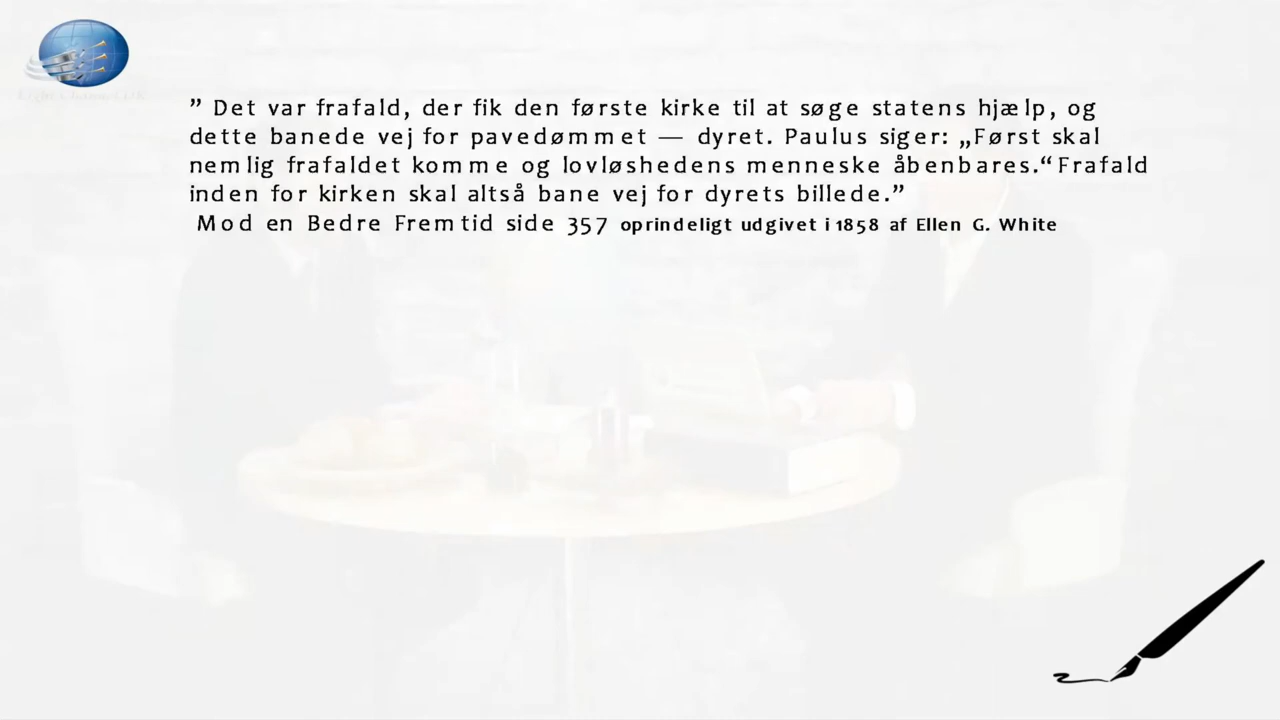 ” Det var frafald, der fik den første kirke til at søge statens hjælp, og
dette banede vej for pavedømmet — dyret. Paulus siger: „Først skal
nemlig frafaldet komme og lovløshedens menneske åbenbares.“ Frafald
inden for kirken skal altså bane vej for dyrets billede.”
Mod en Bedre Fremtid side 357 oprindeligt udgivet i 1858 af Ellen G. White